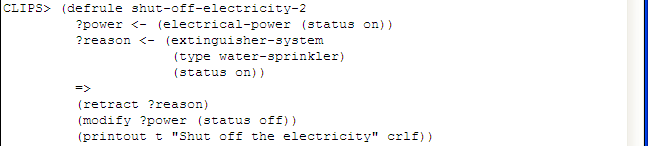 CLIPS> (defrule shut-off-electricity-2
?power <- (electrical-power (status on))
?reason <- (extinguisher-system
(type water-sprinkler)
(status on))
=>
(retract ?reason)
(modify ?power (status off))
(printout t "Shut off the electricity" crlf))